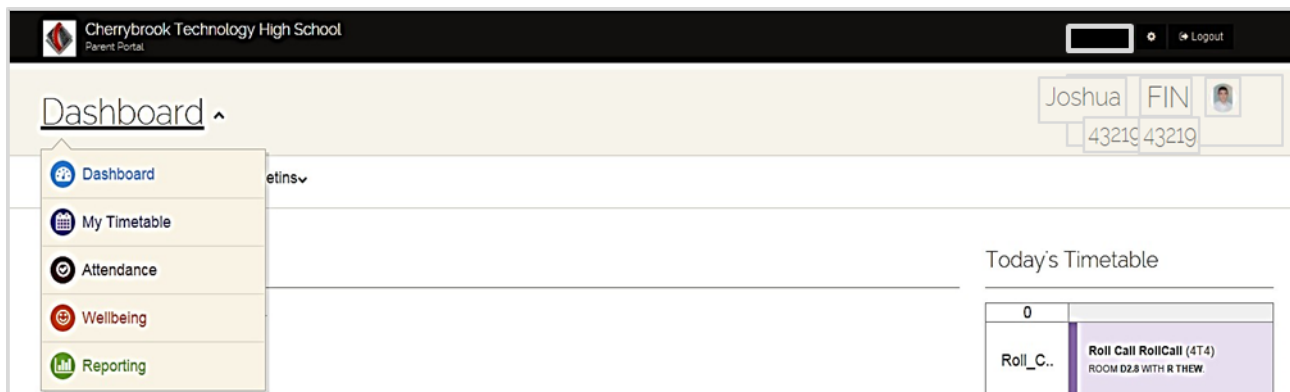 Cherrybrook Technology High School
Parent Portal
Logout
Dashboard
Joshua FIN
43219 43219
Dashboard
etins
My Timetable
Attendance
Wellbeing
Reporting
Today's Timetable
0
Roll_C..
Roll Call RollCall (4T4)
ROOM D2.8 WITH R THEW.